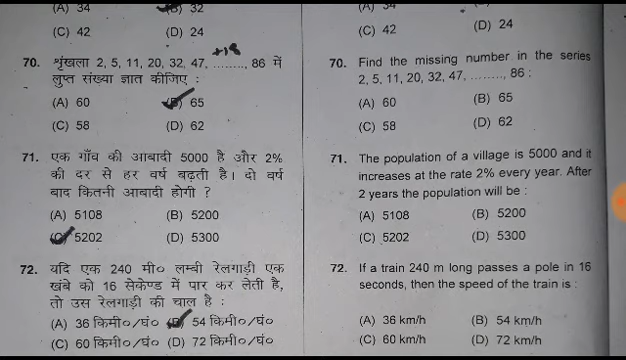 (A) 34 (B) 32
(C) 42 (D) 24
+18
70. श्रृंखला 2, 5, 11, 20, 32, 47, ........, 86 में
लुप्त संख्या ज्ञात कीजिए :
(A) 60 (B) 65
(C) 58 (D) 62
71. एक गाँव की आबादी 5000 है और 2%
की दर से हर वर्ष बढ़ती है। दो वर्ष
बाद कितनी आबादी होगी ?
(A) 5108 (B) 5200
(C) 5202 (D) 5300
72. यदि एक 240 मी० लम्बी रेलगाड़ी एक
खंबे को 16 सेकेण्ड में पार कर लेती है,
तो उस रेलगाड़ी की चाल है :
(A) 36 किमी०/घं० (B) 54 किमी०/घं०
(C) 60 किमी०/घं० (D) 72 किमी०/घं०
(A) 34
(C) 42 (D) 24
70. Find the missing number in the series
2, 5, 11, 20, 32, 47, ........, 86 :
(A) 60 (B) 65
(C) 58 (D) 62
71. The population of a village is 5000 and it
increases at the rate 2% every year. After
2 years the population will be :
(A) 5108 (B) 5200
(C) 5202 (D) 5300
72. If a train 240 m long passes a pole in 16
seconds, then the speed of the train is :
(A) 36 km/h (B) 54 km/h
(C) 60 km/h (D) 72 km/h